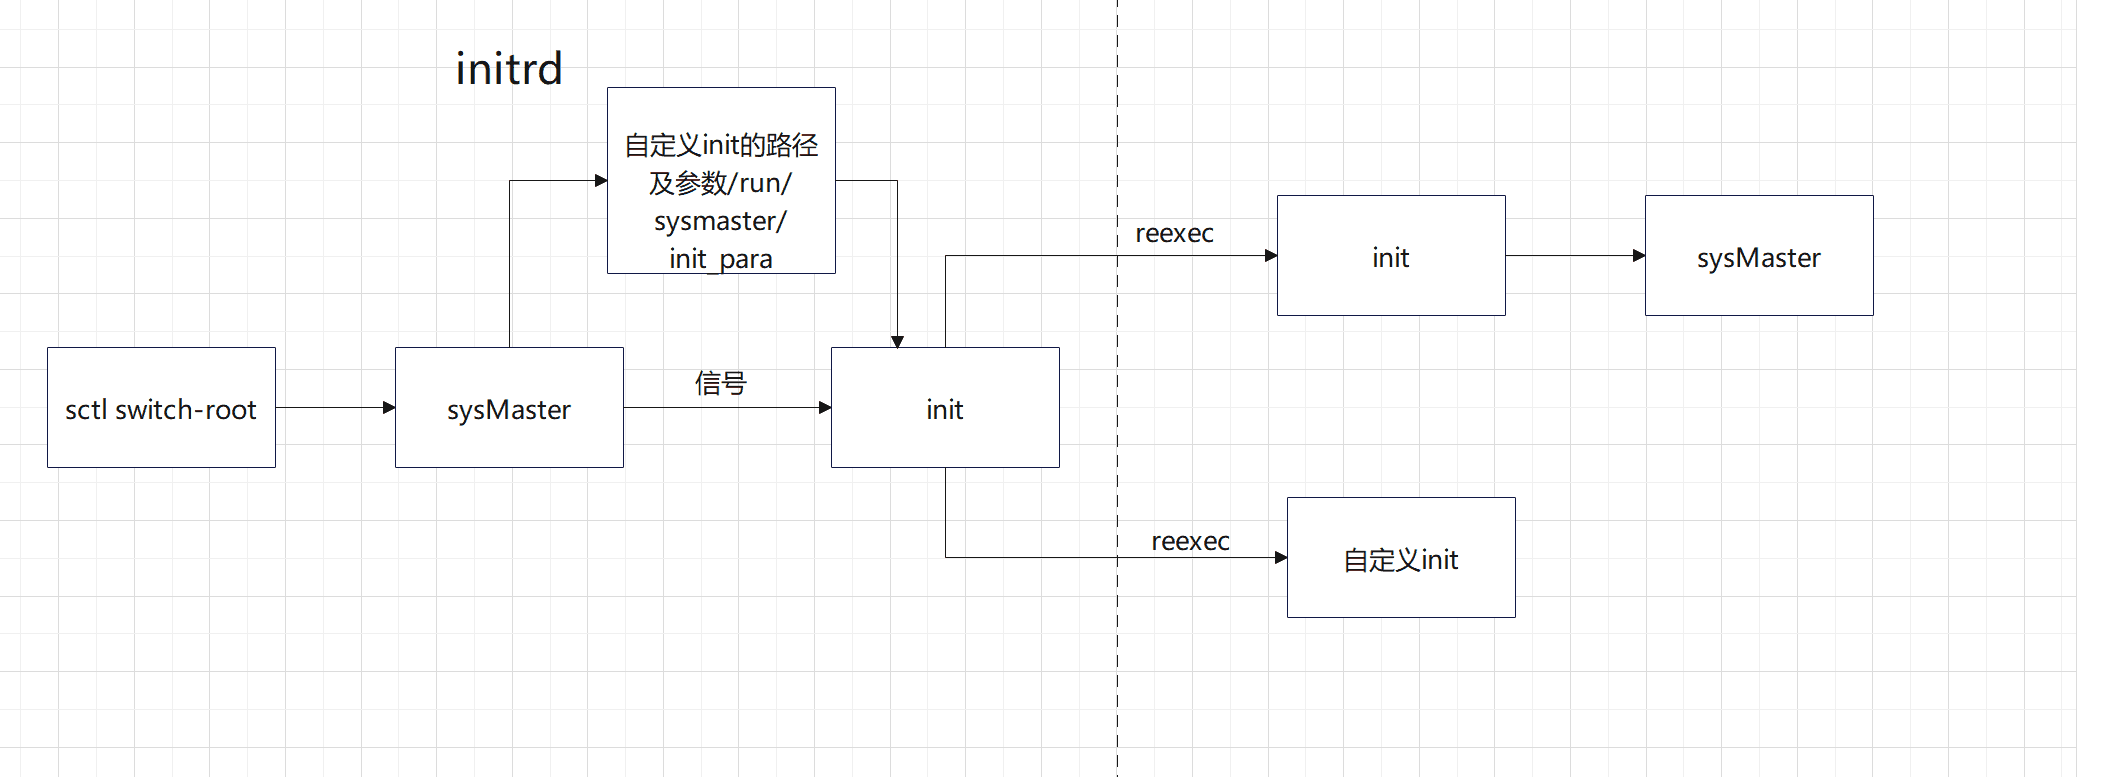 initrd
自定义init的路径
及参数/run/
sysmaster/
init_para
reexec
init
sysMaster
sctl switch-root
sysMaster
信号
init
reexec
自定义init